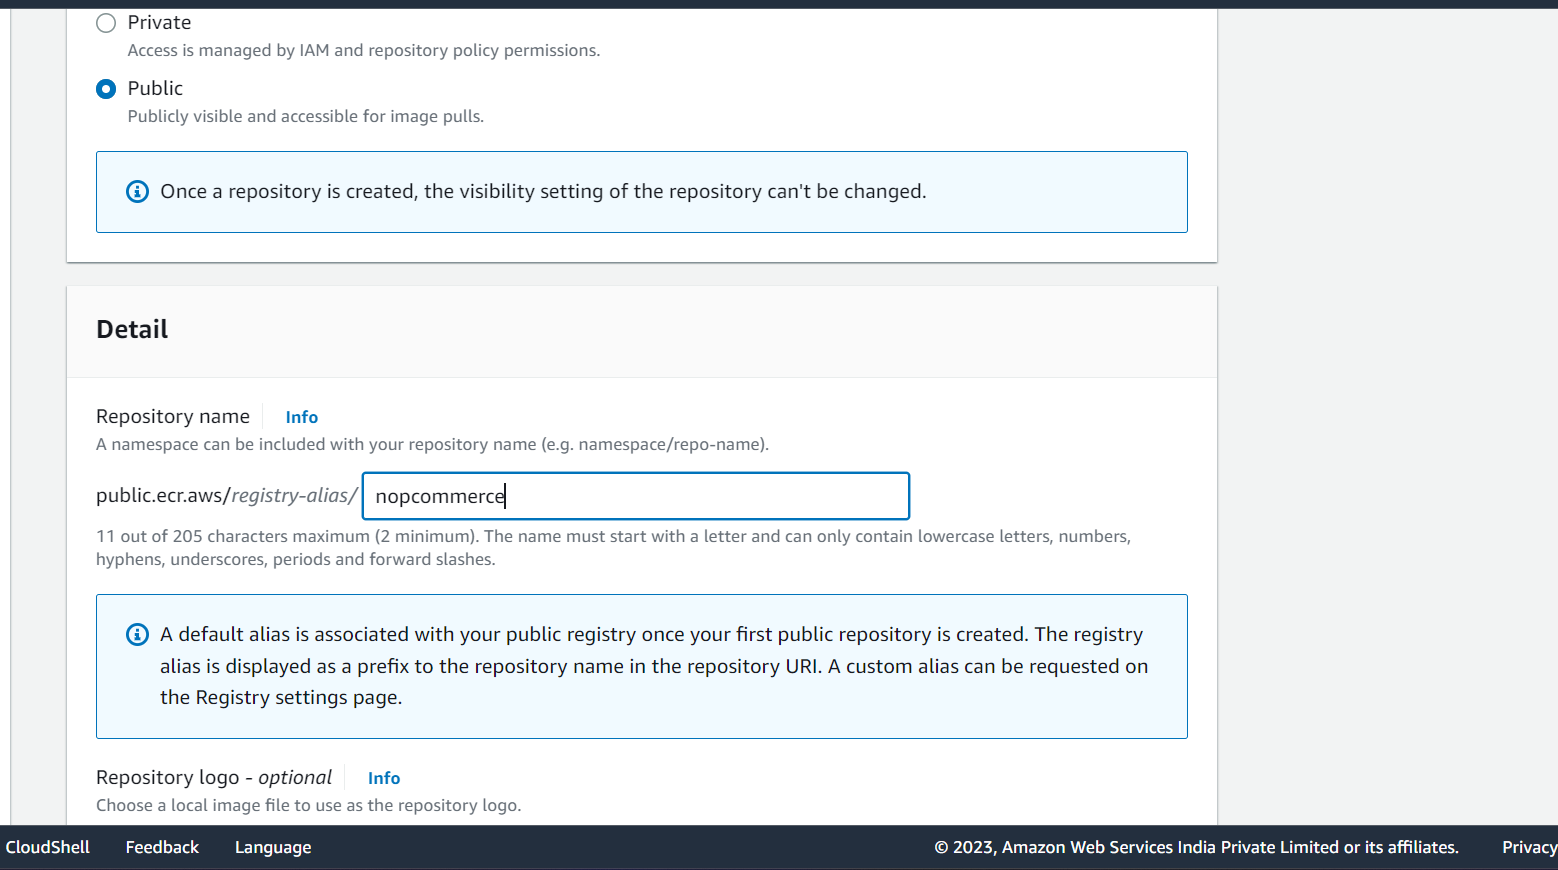 Private
Access is managed by IAM and repository policy permissions.
Public
Publicly visible and accessible for image pulls.
Once a repository is created, the visibility setting of the repository can't be changed.
Detail
Repository name Info
A namespace can be included with your repository name (e.g. namespace/repo-name).
public.ecr.aws/registry-alias/ nopcommerce
11 out of 205 characters maximum (2 minimum). The name must start with a letter and can only contain lowercase letters, numbers,
hyphens, underscores, periods and forward slashes.
A default alias is associated with your public registry once your first public repository is created. The registry
alias is displayed as a prefix to the repository name in the repository URI. A custom alias can be requested on
the Registry settings page.
Repository logo - optional Info
Choose a local image file to use as the repository logo.
CloudShell Feedback Language © 2023, Amazon Web Services India Private Limited or its affiliates. Privacy